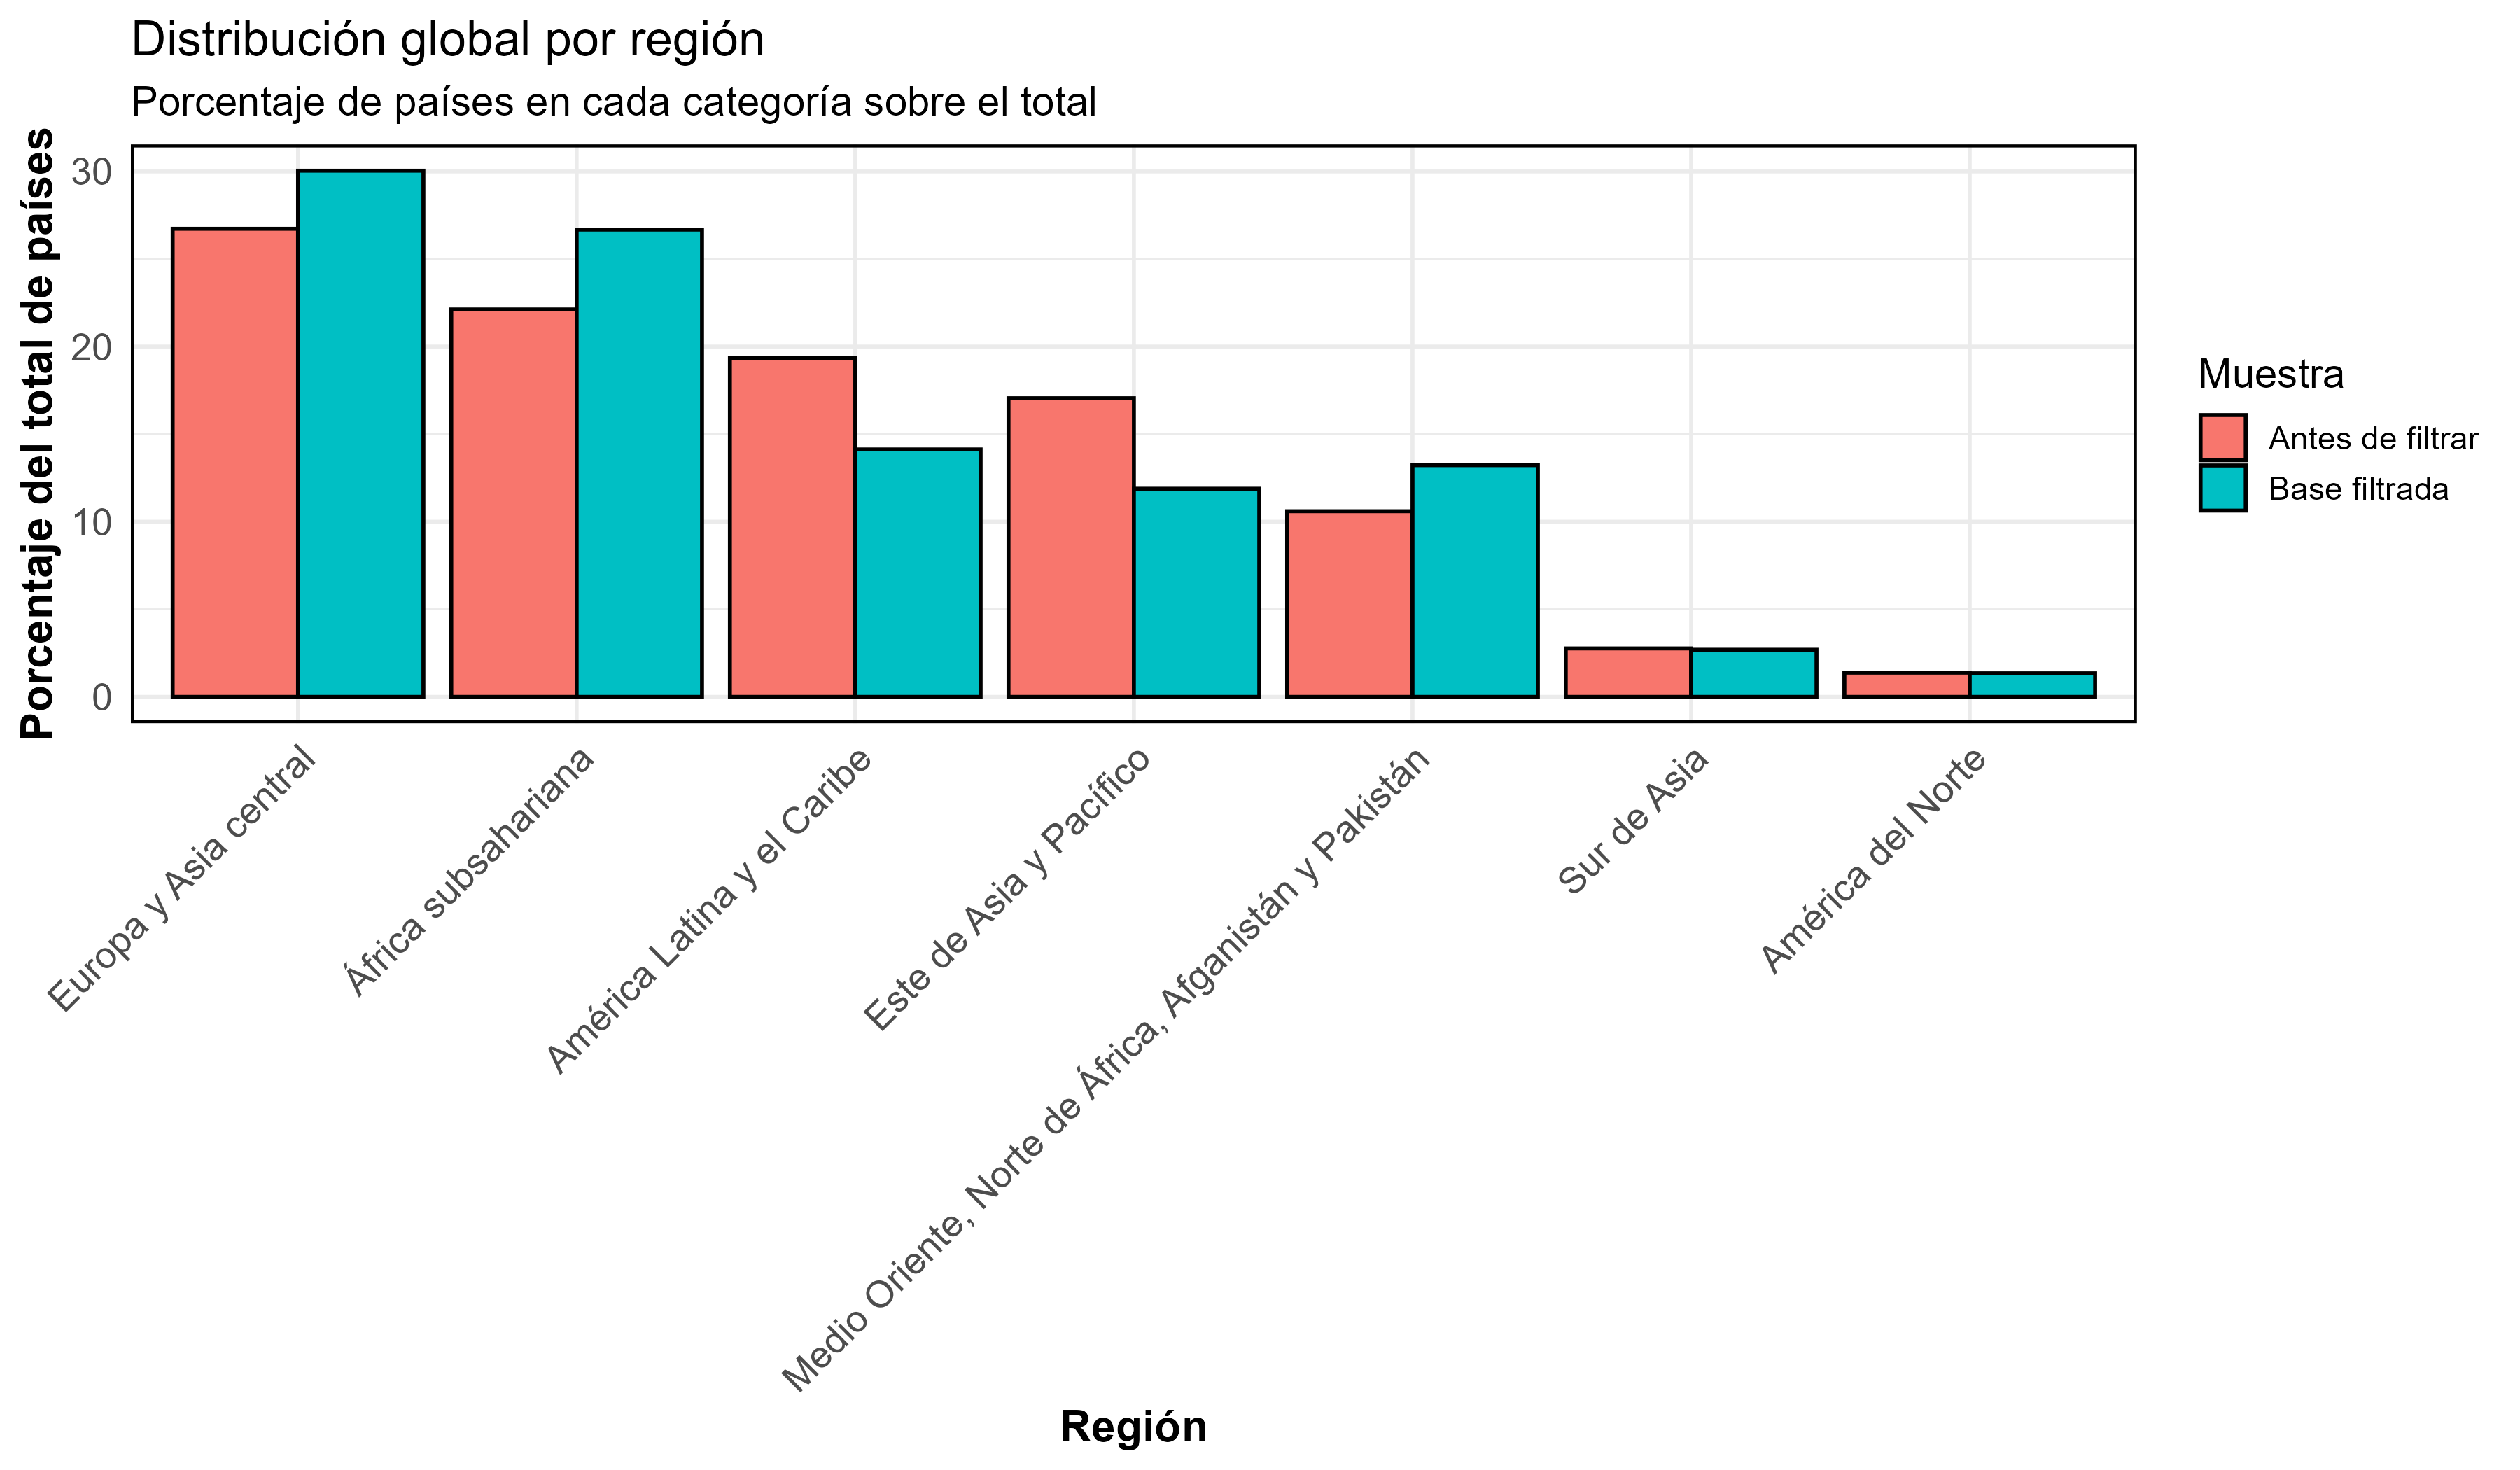 Distribución global por región
Porcentaje de países en cada categoría sobre el total
Porcentaje del total de países
30
20
10
0
Europa y Asia central
África subsahariana
América Latina y el Caribe
Este de Asia y Pacífico
Medio Oriente, Norte de África, Afganistán y Pakistán
Sur de Asia
América del Norte
Región
Muestra
Antes de filtrar
Base filtrada